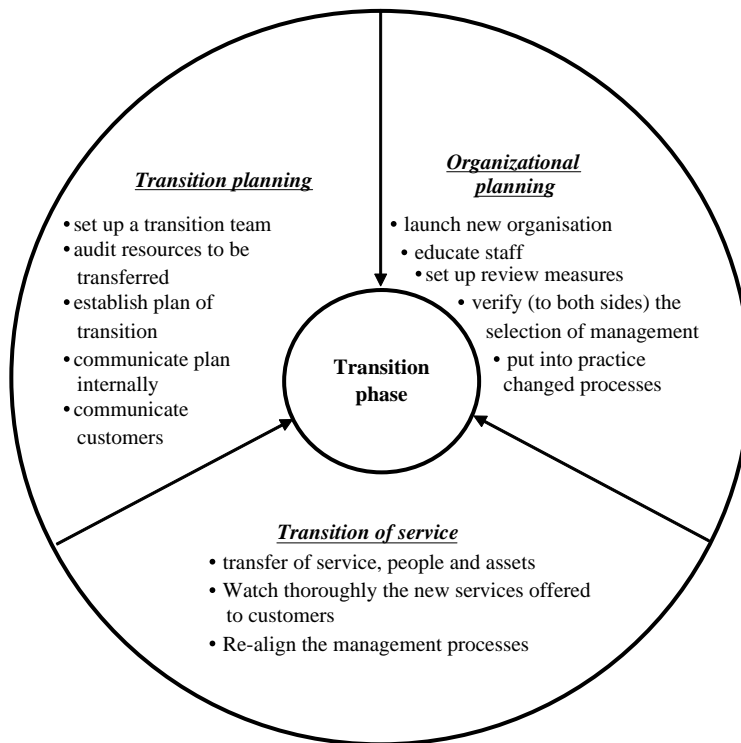 Transition planning
• set up a transition team
• audit resources to be
transferred
• establish plan of
transition
• communicate plan
internally
• communicate
customers
Organizational
planning
• launch new organisation
• educate staff
• set up review measures
• verify (to both sides) the
selection of management
• put into practice
changed processes
Transition
phase
Transition of service
• transfer of service, people and assets
• Watch thoroughly the new services offered
to customers
• Re-align the management processes